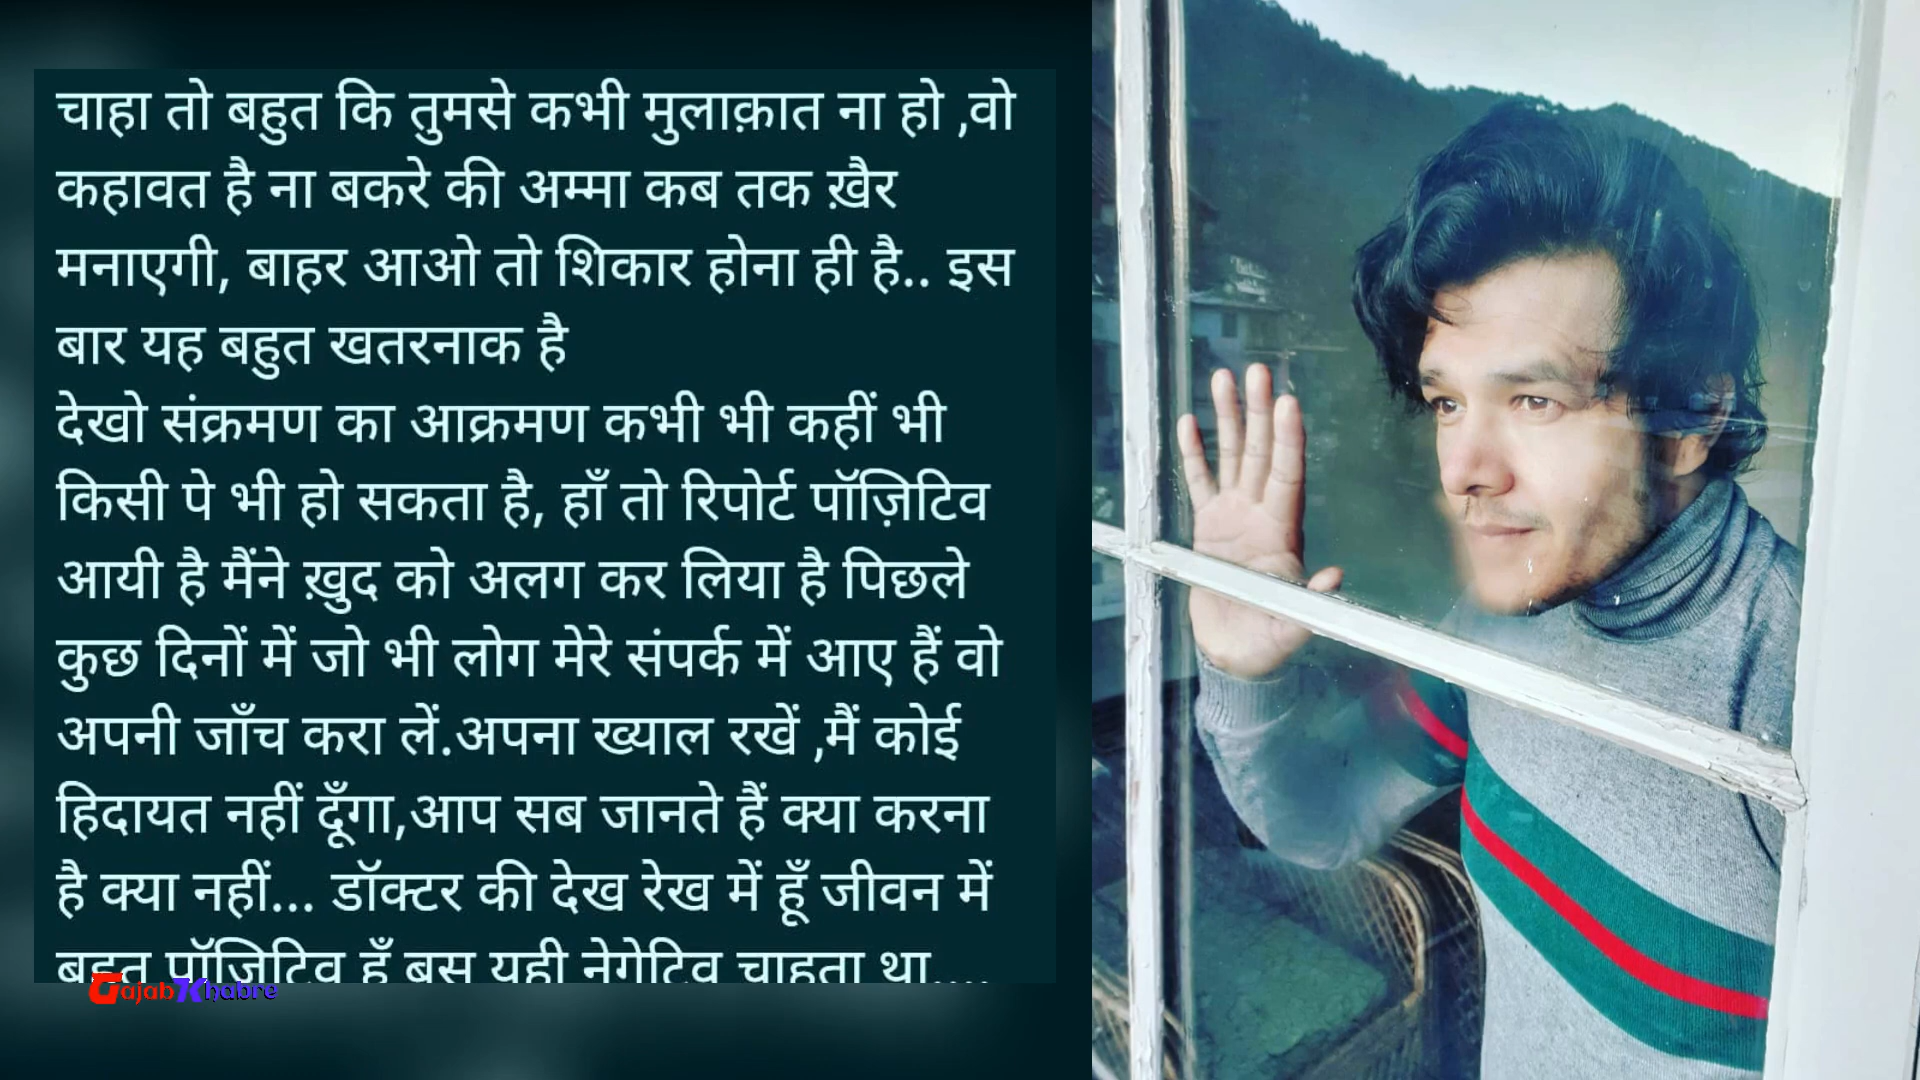 चाहा तो बहुत कि तुमसे कभी मुलाक़ात ना हो ,वो
कहावत है ना बकरे की अम्मा कब तक ख़ैर
मनाएगी, बाहर आओ तो शिकार होना ही है.. इस
बार यह बहुत खतरनाक है
देखो संक्रमण का आक्रमण कभी भी कहीं भी
किसी पे भी हो सकता है, हाँ तो रिपोर्ट पॉज़िटिव
आयी है मैंने ख़ुद को अलग कर लिया है पिछले
कुछ दिनों में जो भी लोग मेरे संपर्क में आए हैं वो
अपनी जाँच करा लें.अपना ख्याल रखें ,मैं कोई
हिदायत नहीं दूँगा,आप सब जानते हैं क्या करना
है क्या नहीं... डॉक्टर की देख रेख में हूँ जीवन में
बहुत पॉज़िटिव हूँ बस यही नेगेटिव चाहता था....
GajabKhabre